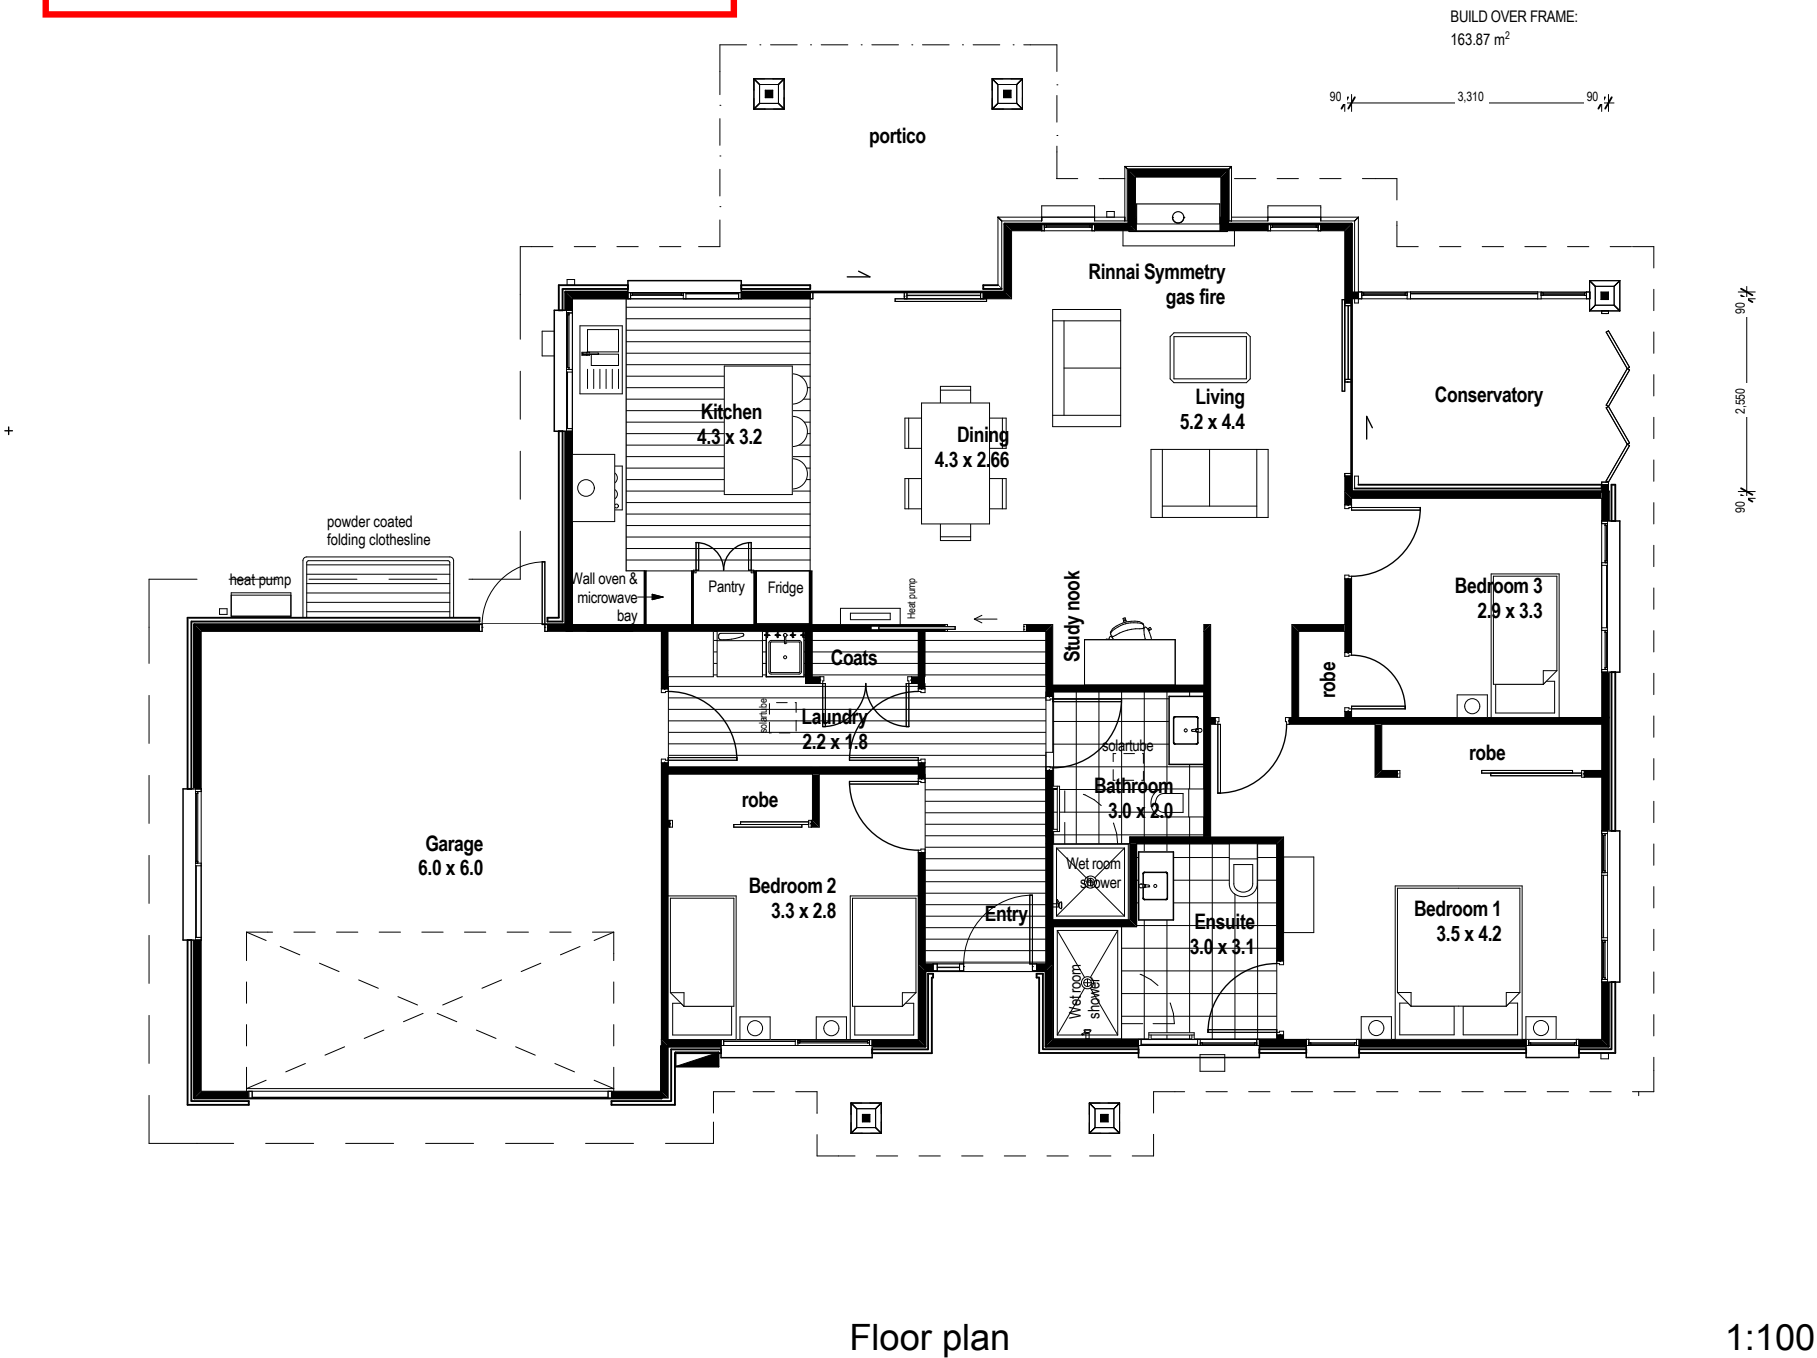 BUILD OVER FRAME:
163.87 m²
90
3,310
90
portico
Rinnai Symmetry
gas fire
90
2,550
90
Living
5.2 x 4.4
Conservatory
Kitchen
4.3 x 3.2
Dining
4.3 x 2.66
powder coated
folding clothesline
heat pump
Wall oven &
microwave
bay
Pantry
Fridge
Heat pump
Study nook
Bedroom 3
2.9 x 3.3
robe
Coats
solartube
Laundry
2.2 x 1.8
solartube
Bathroom
3.0 x 2.0
robe
robe
Garage
6.0 x 6.0
Bedroom 2
3.3 x 2.8
Entry
Wet room
shower
Ensuite
3.0 x 3.1
Wet room
shower
Bedroom 1
3.5 x 4.2
Floor plan
1:100